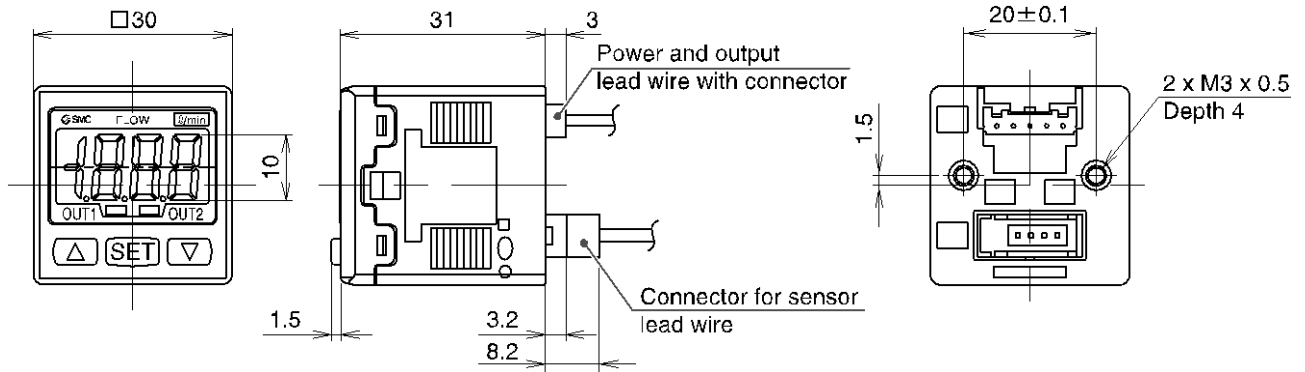 □30
SMC FLOW ℓ/min
-18.8.8
10
OUT1 OUT2
△ SET ▽
31
3
Power and output
lead wire with connector
Connector for sensor
lead wire
1.5
3.2
8.2
20±0.1
1.5
2 x M3 x 0.5
Depth 4